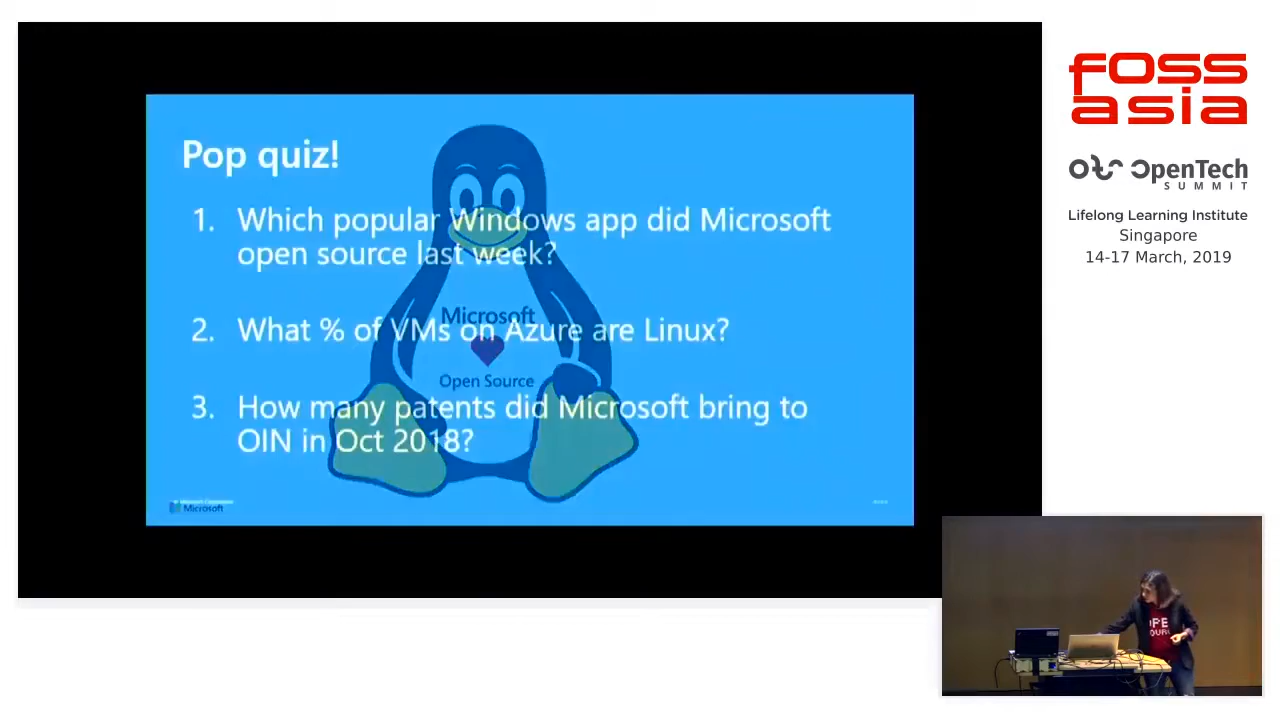 Pop quiz!
1. Which popular Windows app did Microsoft
open source last week?
2. What % of VMs on Azure are Linux?
3. How many patents did Microsoft bring to
OIN in Oct 2018?
Microsoft
Open Source
Microsoft
fOSS
asia
OpenTech
SUMMIT
Lifelong Learning Institute
Singapore
14-17 March, 2019